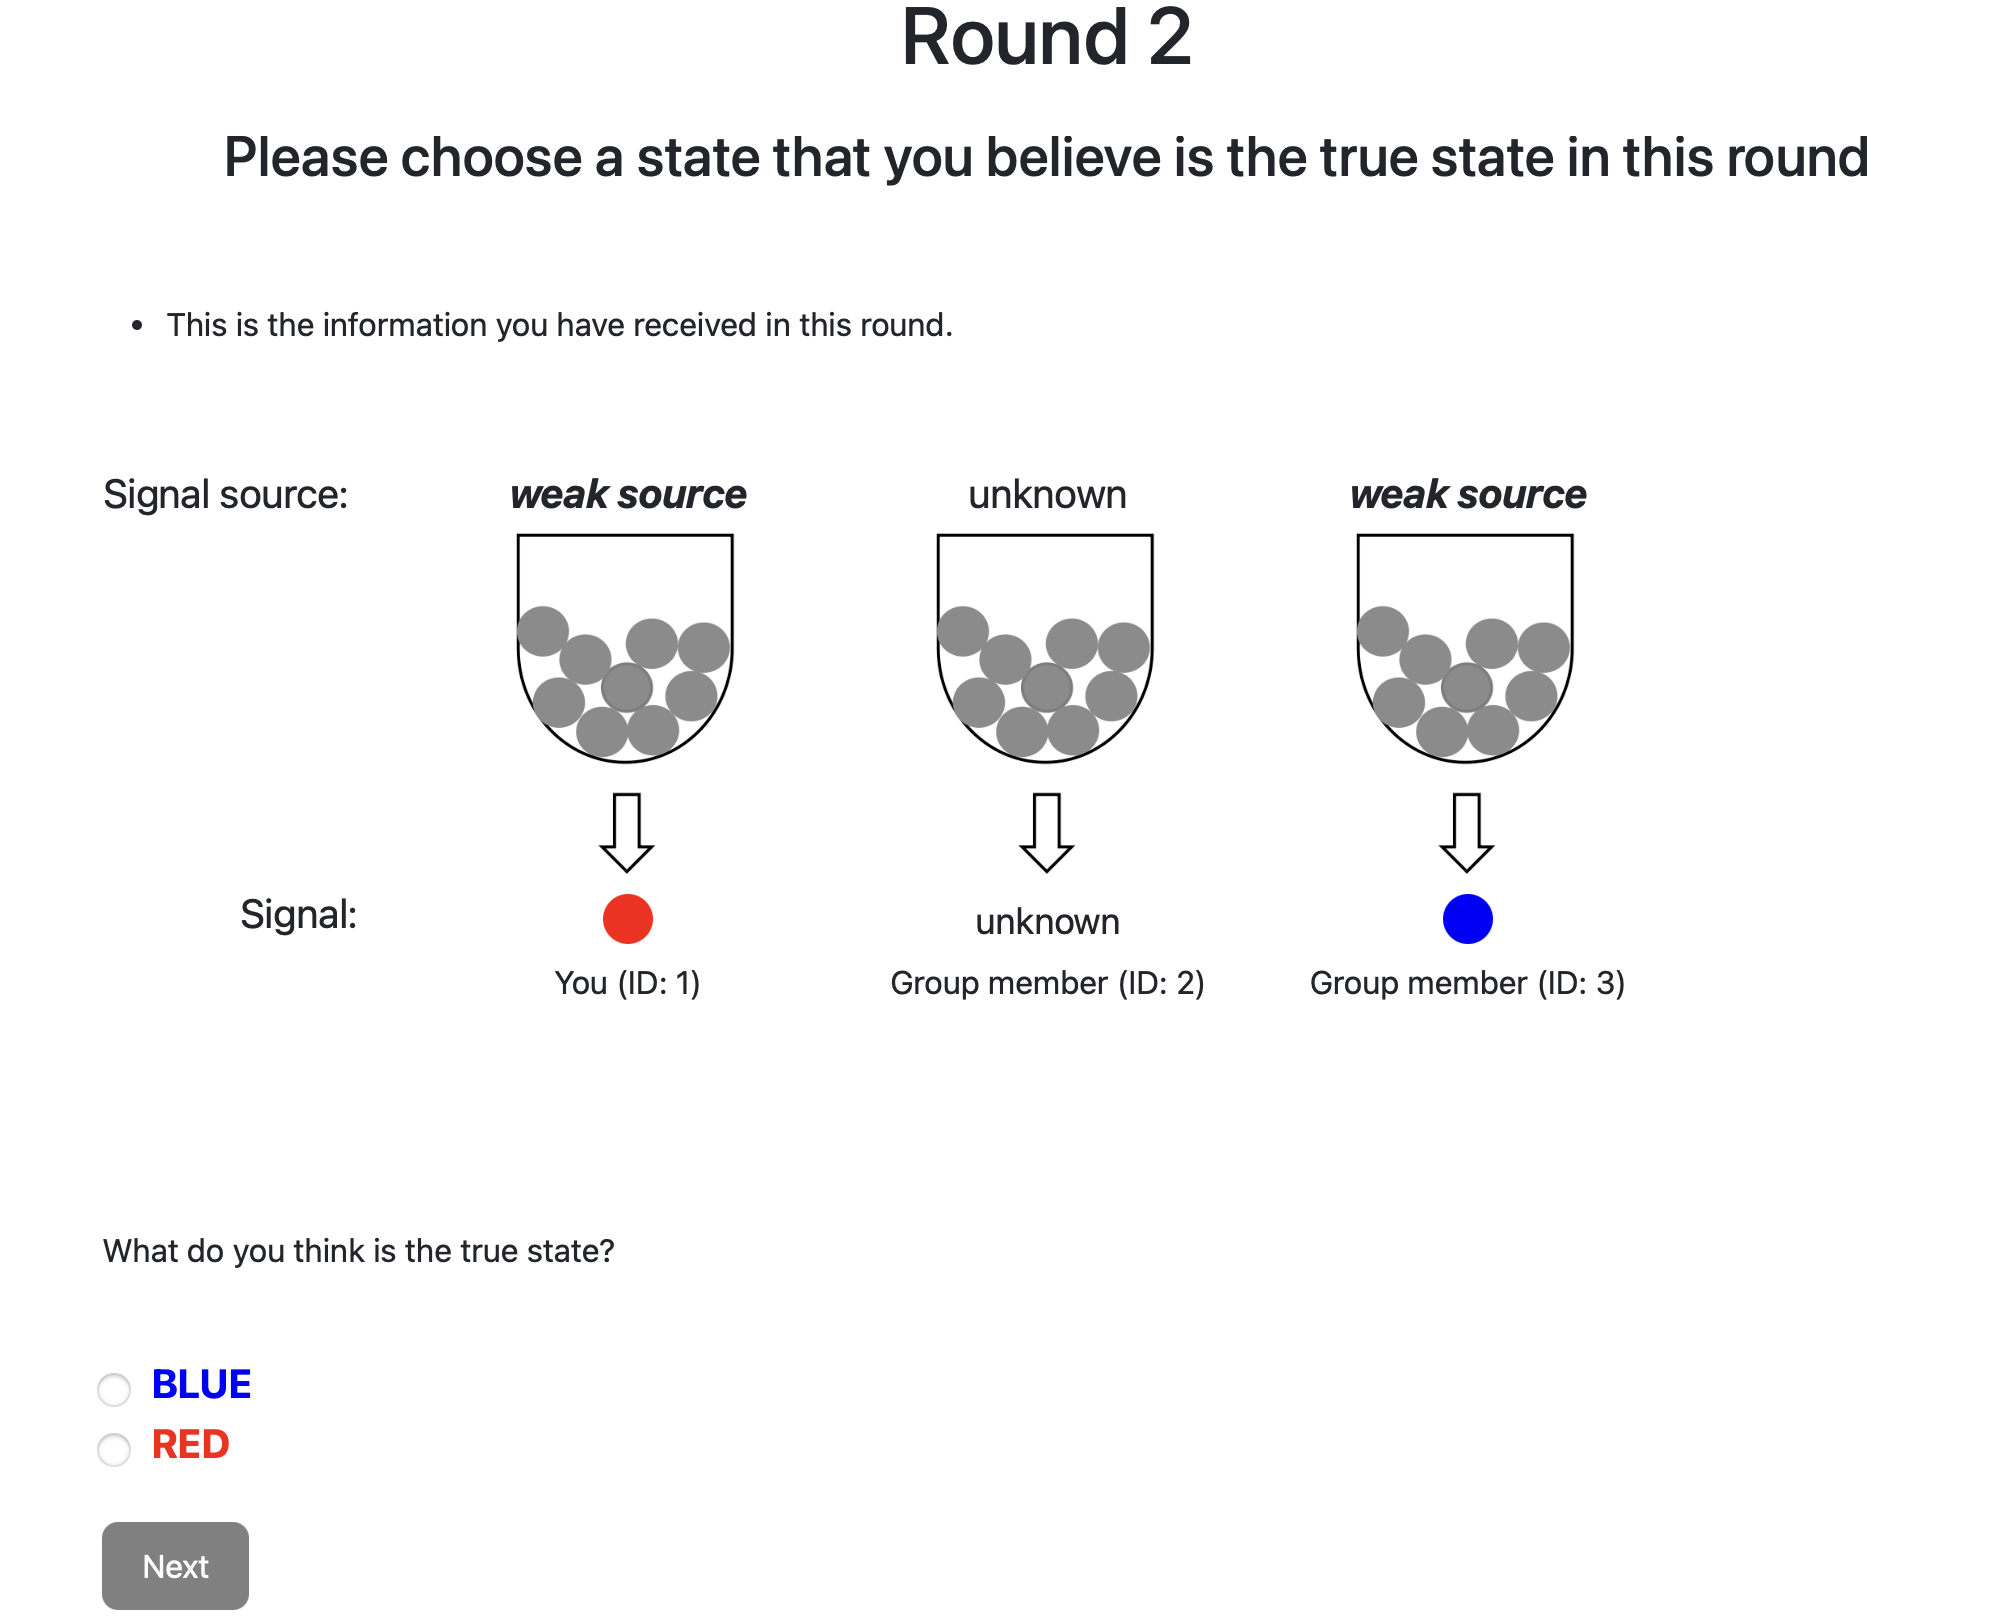 Round 2
Please choose a state that you believe is the true state in this round
• This is the information you have received in this round.
Signal source: weak source unknown weak source
Signal: unknown
You (ID: 1) Group member (ID: 2) Group member (ID: 3)
What do you think is the true state?
BLUE
RED
Next